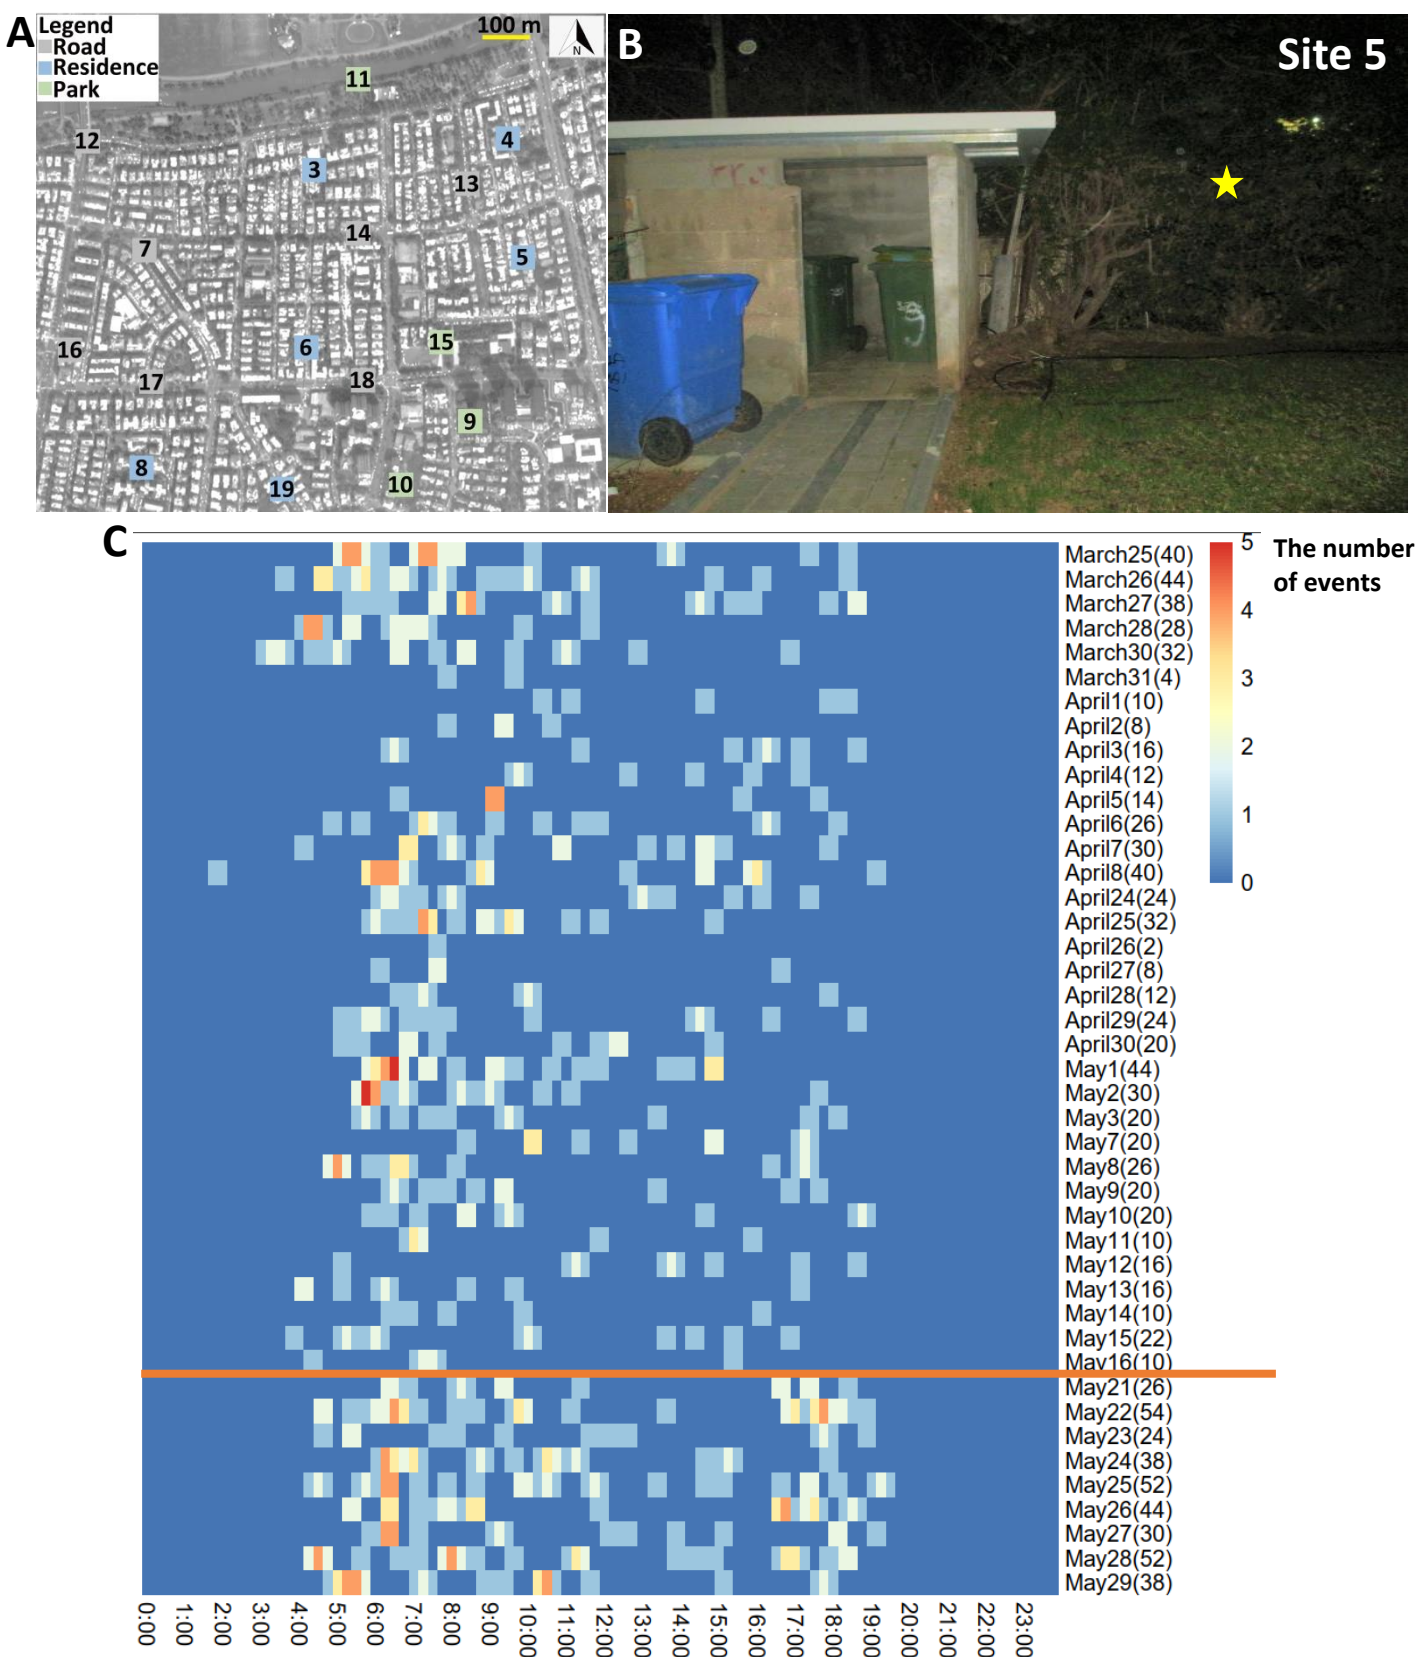 A
Legend
Road
Residence
Park
100 m
N
11
12
4
3
13
14
7
5
15
6
16
17
18
9
8
19
10
B
Site 5
C
The number
of events
5
4
3
2
1
0
March25(40)
March26(44)
March27(38)
March28(28)
March30(32)
March31(4)
April1(10)
April2(8)
April3(16)
April4(12)
April5(14)
April6(26)
April7(30)
April8(40)
April24(24)
April25(32)
April26(2)
April27(8)
April28(12)
April29(24)
April30(20)
May1(44)
May2(30)
May3(20)
May7(20)
May8(26)
May9(20)
May10(20)
May11(10)
May12(16)
May13(16)
May14(10)
May15(22)
May16(10)
May21(26)
May22(54)
May23(24)
May24(38)
May25(52)
May26(44)
May27(30)
May28(52)
May29(38)
0:00
1:00
2:00
3:00
4:00
5:00
6:00
7:00
8:00
9:00
10:00
11:00
12:00
13:00
14:00
15:00
16:00
17:00
18:00
19:00
20:00
21:00
22:00
23:00